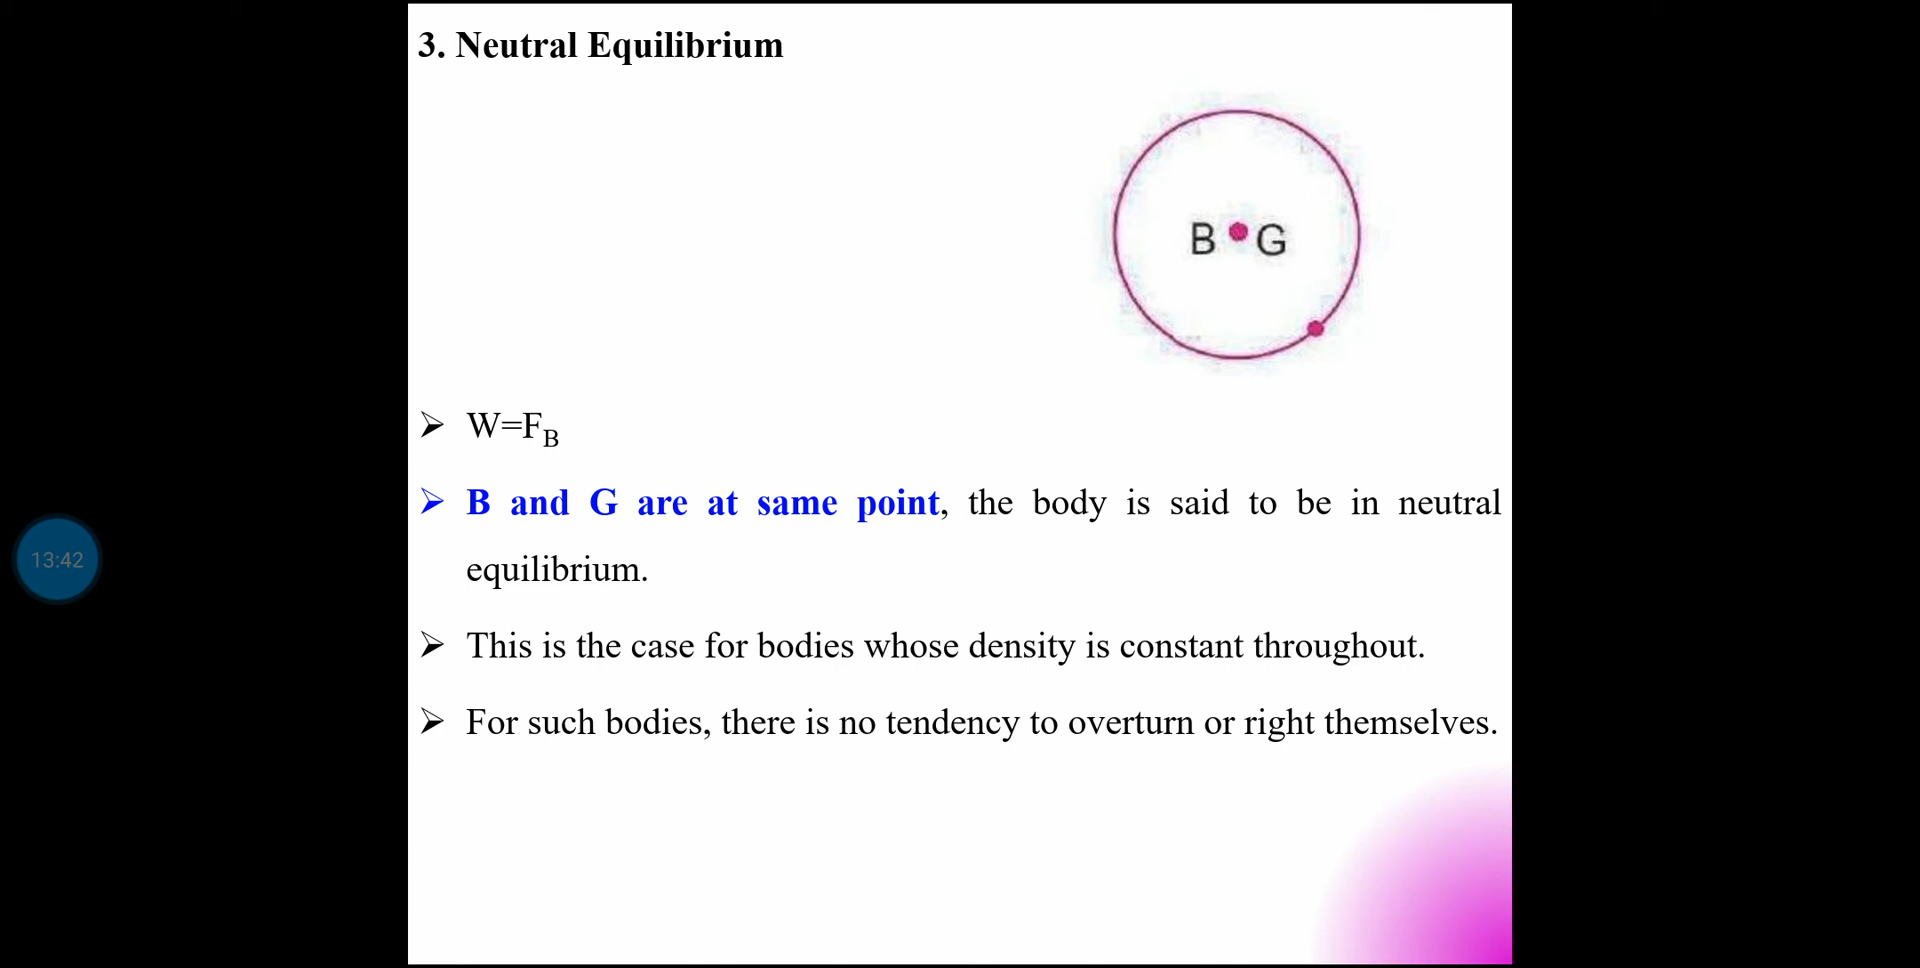 3. Neutral Equilibrium
B G
➢ W=F_B
➢ B and G are at same point, the body is said to be in neutral
equilibrium.
13:42
➢ This is the case for bodies whose density is constant throughout.
➢ For such bodies, there is no tendency to overturn or right themselves.